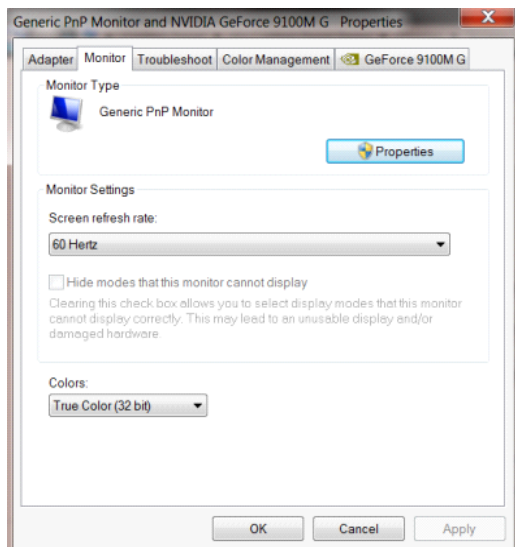 Generic PnP Monitor and NVIDIA GeForce 9100M G Properties
X
Adapter Monitor Troubleshoot Color Management GeForce 9100M G
Monitor Type
Generic PnP Monitor
Properties
Monitor Settings
Screen refresh rate:
60 Hertz
Hide modes that this monitor cannot display
Clearing this check box allows you to select display modes that this monitor
cannot display correctly. This may lead to an unusable display and/or
damaged hardware.
Colors:
True Color (32 bit)
OK Cancel Apply